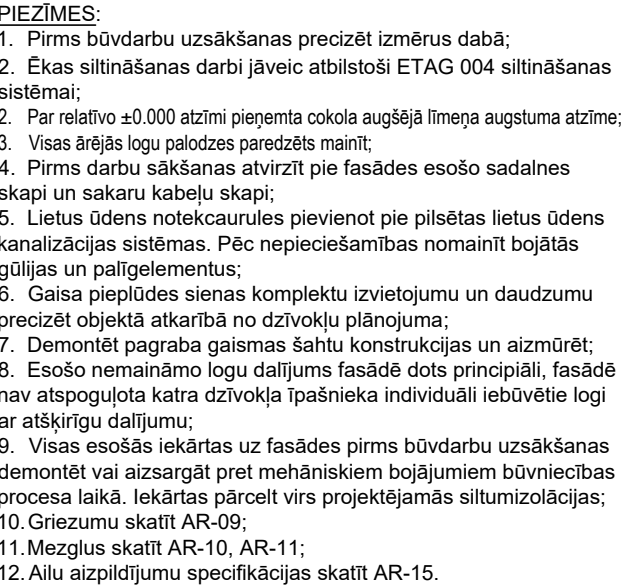 PIEZĪMES:
1. Pirms būvdarbu uzsākšanas precizēt izmērus dabā;
2. Ēkas siltināšanas darbi jāveic atbilstoši ETAG 004 siltināšanas
sistēmai;
2. Par relatīvo ±0.000 atzīmi pieņemta cokola augšējā līmeņa augstuma atzīme;
3. Visas ārējās logu palodzes paredzēts mainīt;
4. Pirms darbu sākšanas atvirzīt pie fasādes esošo sadalnes
skapi un sakaru kabeļu skapi;
5. Lietus ūdens notekcaurules pievienot pie pilsētas lietus ūdens
kanalizācijas sistēmas. Pēc nepieciešamības nomainīt bojātās
gūlijas un palīgelementus;
6. Gaisa pieplūdes sienas komplektu izvietojumu un daudzumu
precizēt objektā atkarībā no dzīvokļu plānojuma;
7. Demontēt pagraba gaismas šahtu konstrukcijas un aizmūrēt;
8. Esošo nemaināmo logu dalījums fasādē dots principiāli, fasādē
nav atspoguļota katra dzīvokļa īpašnieka individuāli iebūvētie logi
ar atšķirīgu dalījumu;
9. Visas esošās iekārtas uz fasādes pirms būvdarbu uzsākšanas
demontēt vai aizsargāt pret mehāniskiem bojājumiem būvniecības
procesa laikā. Iekārtas pārcelt virs projektējamās siltumizolācijas;
10. Griezumu skatīt AR-09;
11. Mezglus skatīt AR-10, AR-11;
12. Ailu aizpildījumu specifikācijas skatīt AR-15.